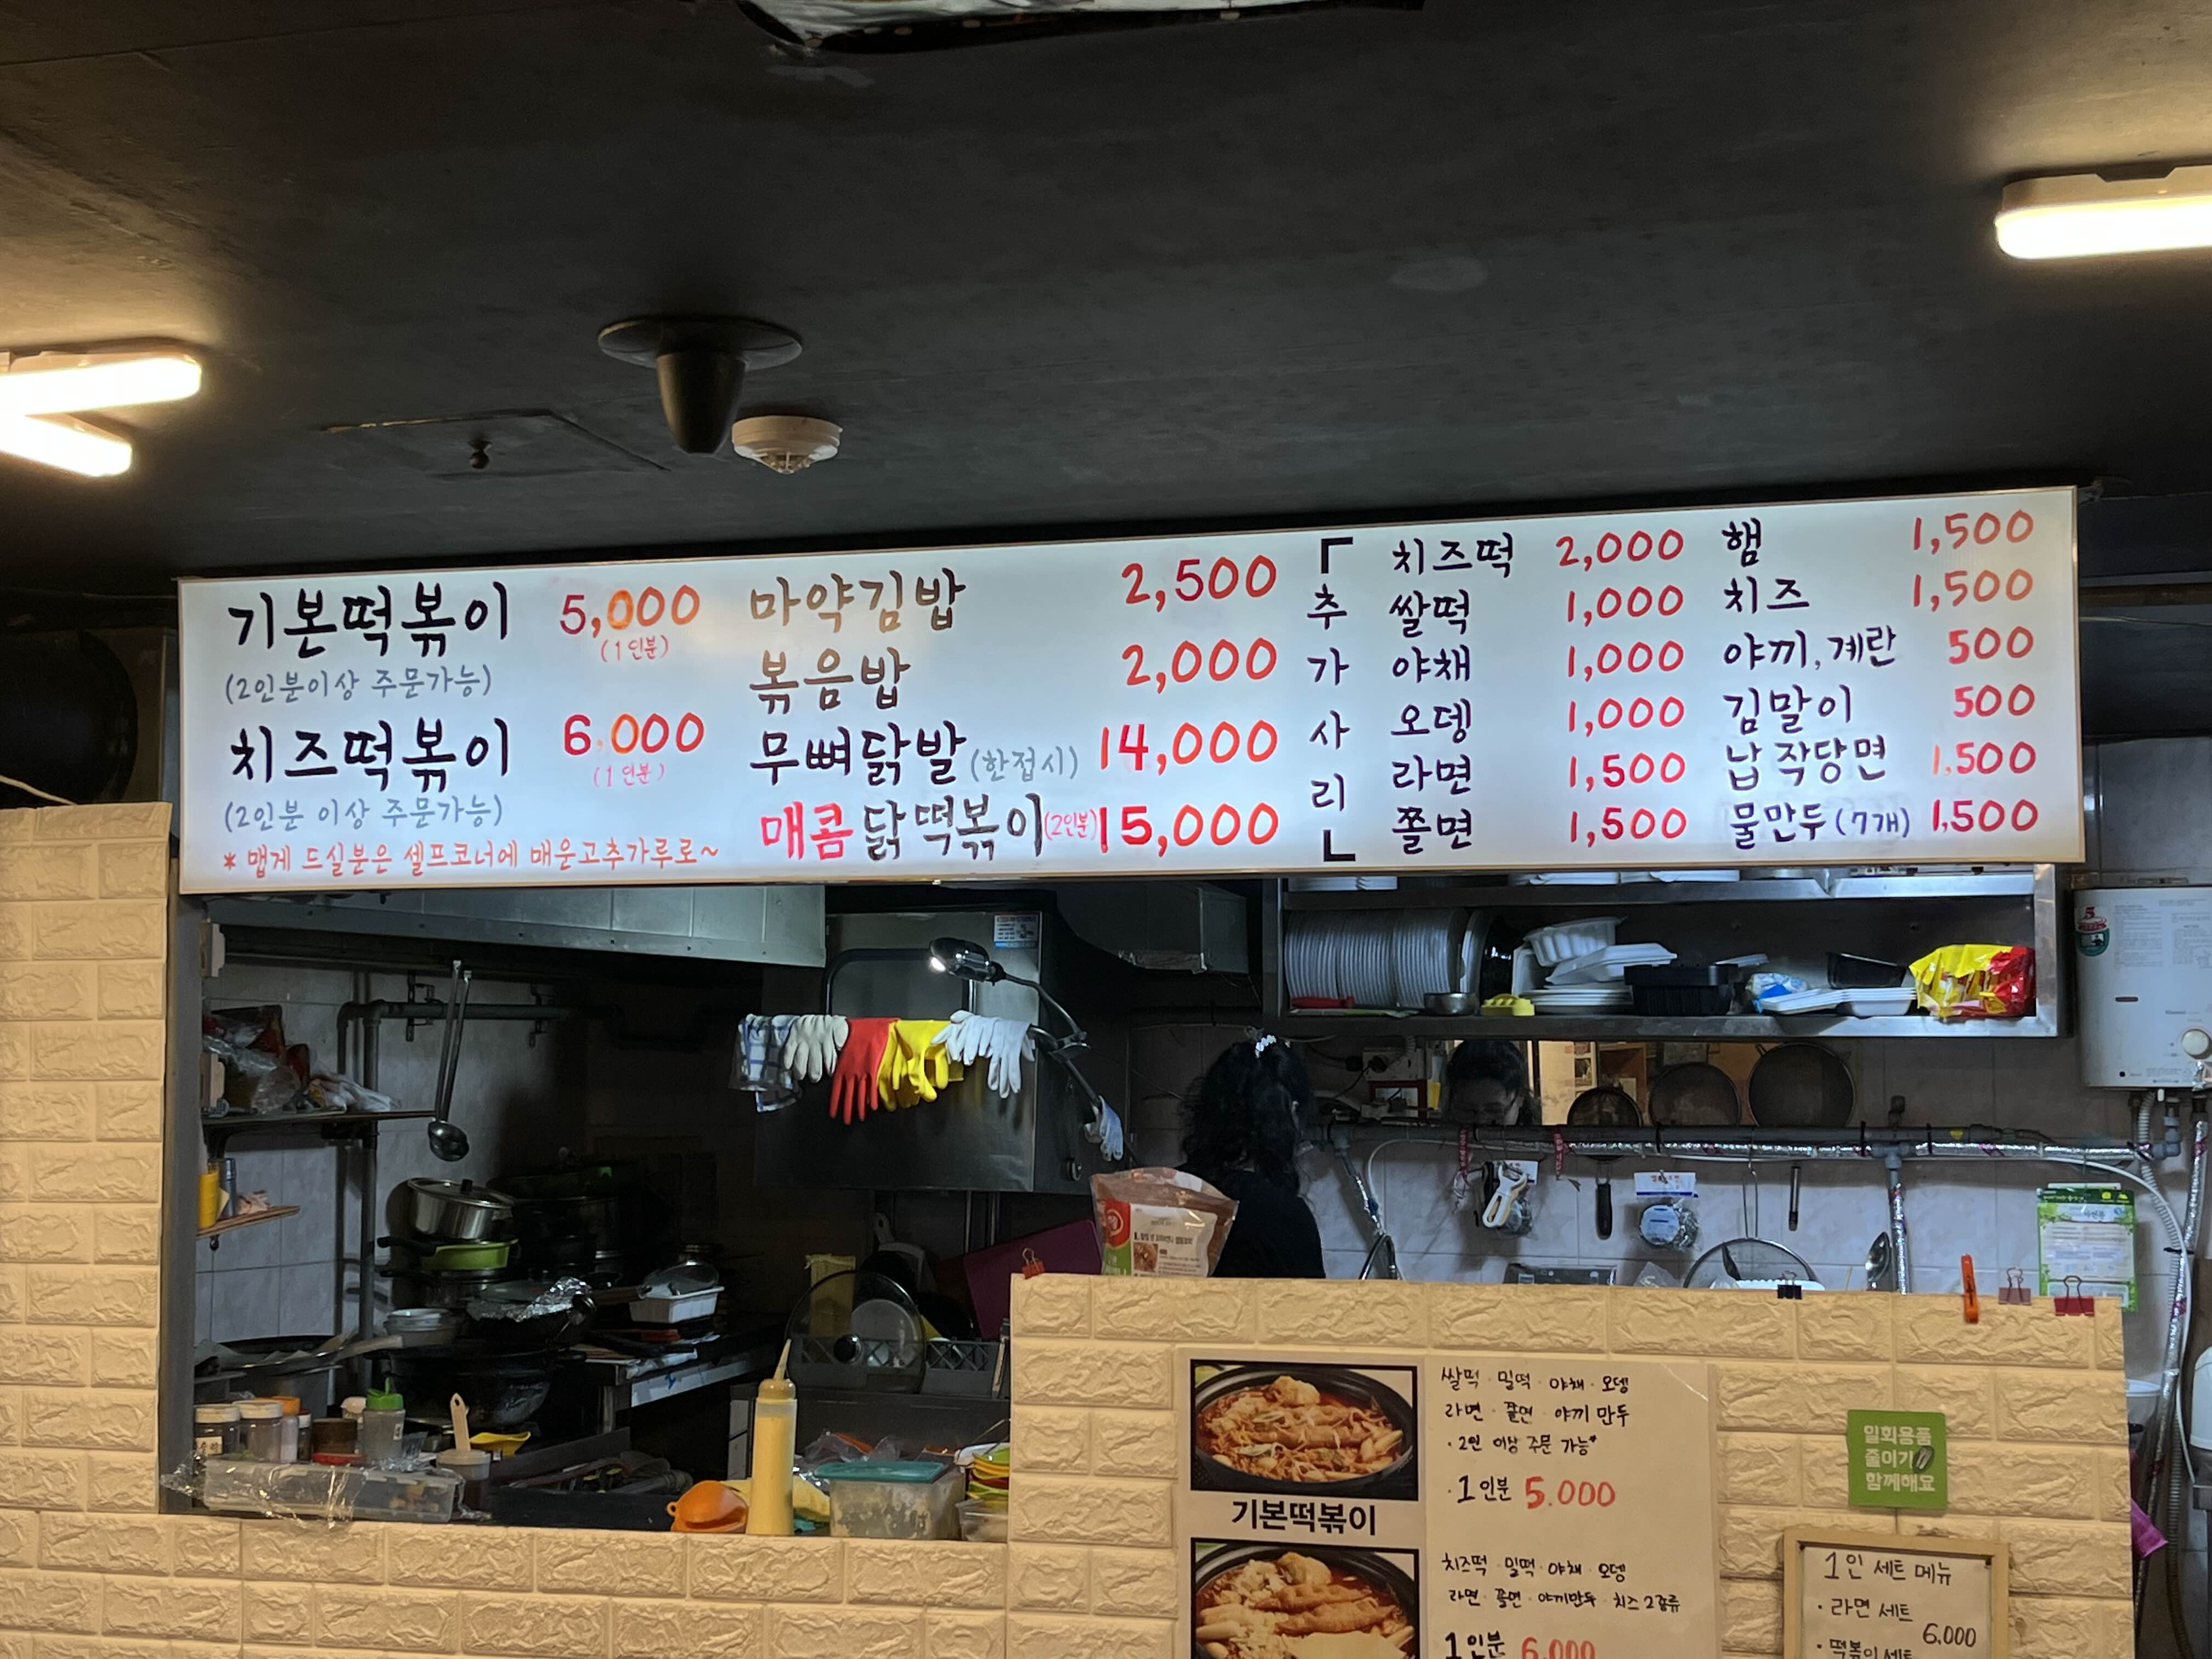 기본떡볶이 5,000
(1인분)
(2인분이상 주문가능)
치즈떡볶이 6.000
(1인분)
(2인분 이상 주문가능)
* 맵게 드실분은 셀프코너에 매운고추가루로~
마약김밥 2,500
볶음밥 2,000
무뼈닭발(한접시) 14,000
매콤닭떡볶이(2인분) 15,000
「추가사리」
치즈떡 2,000
쌀떡 1,000
야채 1,000
오뎅 1,000
라면 1,500
쫄면 1,500
햄 1,500
치즈 1,500
야끼,계란 500
김말이 500
납작당면 1.500
물만두(7개) 1,500
쌀떡·밀떡·야채·오뎅
라면·쫄면·야끼만두
·2인 이상 주문 가능*
·1인분 5.000
기본떡볶이
치즈떡·밀떡·야채·오뎅
라면·쫄면·야끼만두·치즈2종류
1인분 6.000
일회용품
줄이기
함께해요
1인 세트 메뉴
·라면 세트
6.000
·떡볶이세트